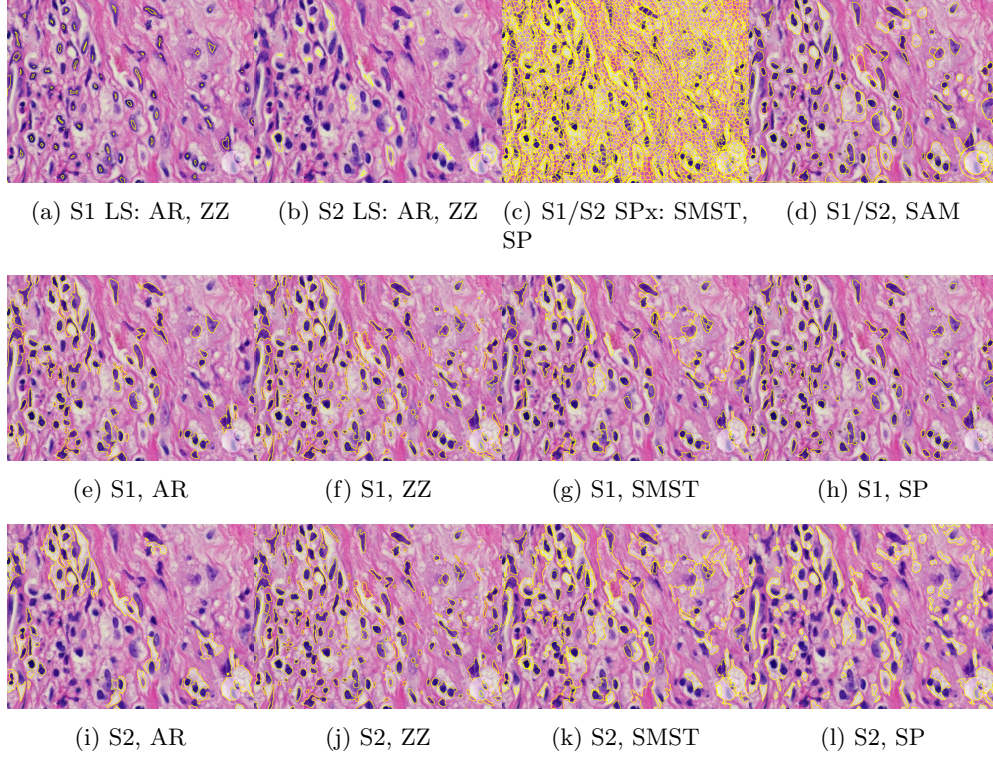 (a) S1 LS: AR, ZZ
(b) S2 LS: AR, ZZ
(c) S1/S2 SPx: SMST,
SP
(d) S1/S2, SAM
(e) S1, AR
(f) S1, ZZ
(g) S1, SMST
(h) S1, SP
(i) S2, AR
(j) S2, ZZ
(k) S2, SMST
(l) S2, SP